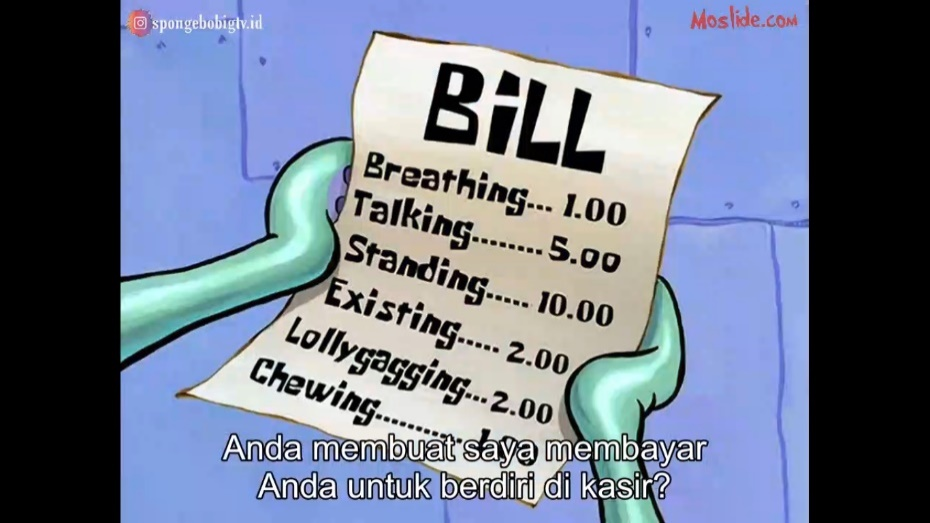 spongebobigtv.id
Moslide.com
BiLL
Breathing... 1.00
Talking........ 5.00
Standing..... 10.00
Existing..... 2.00
Lollygagging... 2.00
Chewing..........
Anda membuat saya membayar
Anda untuk berdiri di kasir?